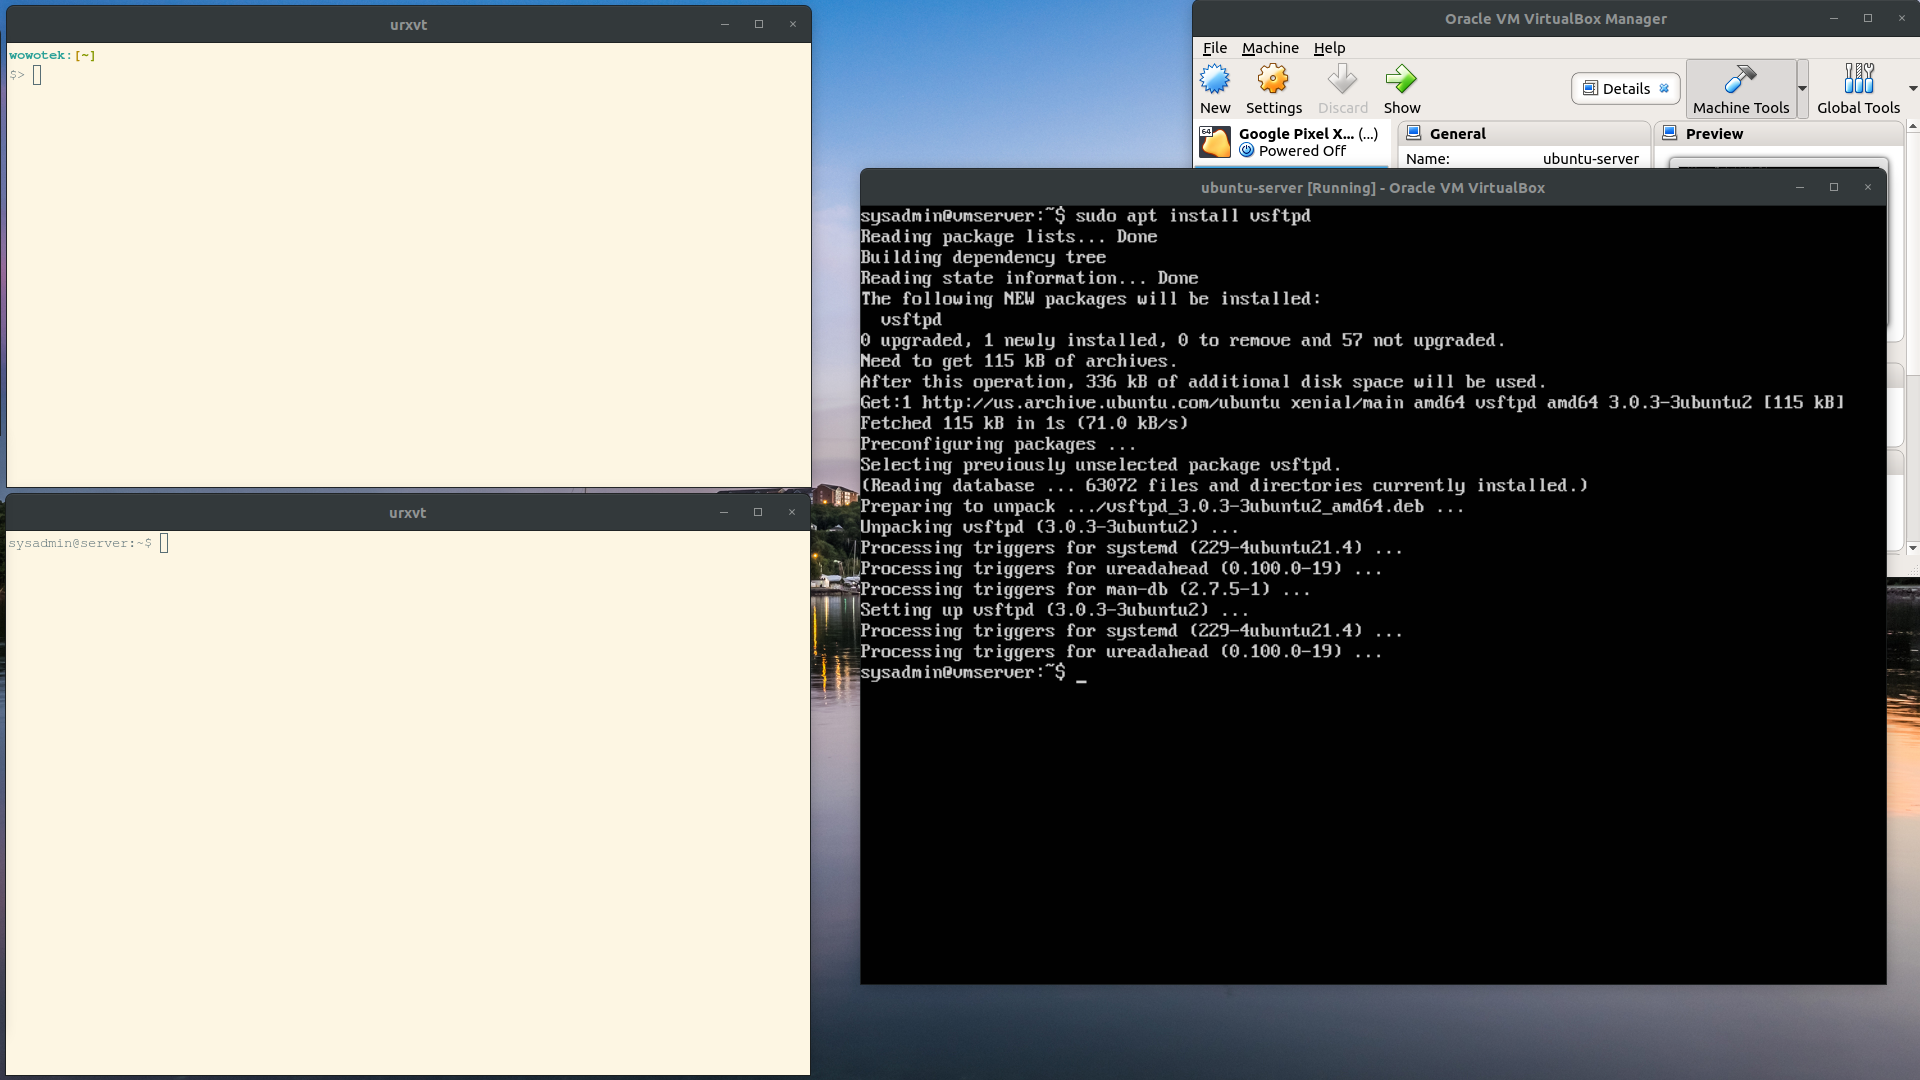 urxvt
wowotek:[~]
$>
urxvt
sysadmin@server:~$
Oracle VM VirtualBox Manager
File Machine Help
New Settings Discard Show Details Machine Tools Global Tools
64
Google Pixel X... (...)
Powered Off
General
Name: ubuntu-server
Preview
ubuntu-server [Running] - Oracle VM VirtualBox
sysadmin@vmserver:~$ sudo apt install vsftpd
Reading package lists... Done
Building dependency tree
Reading state information... Done
The following NEW packages will be installed:
  vsftpd
0 upgraded, 1 newly installed, 0 to remove and 57 not upgraded.
Need to get 115 kB of archives.
After this operation, 336 kB of additional disk space will be used.
Get:1 http://us.archive.ubuntu.com/ubuntu xenial/main amd64 vsftpd amd64 3.0.3-3ubuntu2 [115 kB]
Fetched 115 kB in 1s (71.0 kB/s)
Preconfiguring packages ...
Selecting previously unselected package vsftpd.
(Reading database ... 63072 files and directories currently installed.)
Preparing to unpack .../vsftpd_3.0.3-3ubuntu2_amd64.deb ...
Unpacking vsftpd (3.0.3-3ubuntu2) ...
Processing triggers for systemd (229-4ubuntu21.4) ...
Processing triggers for ureadahead (0.100.0-19) ...
Processing triggers for man-db (2.7.5-1) ...
Setting up vsftpd (3.0.3-3ubuntu2) ...
Processing triggers for systemd (229-4ubuntu21.4) ...
Processing triggers for ureadahead (0.100.0-19) ...
sysadmin@vmserver:~$ _